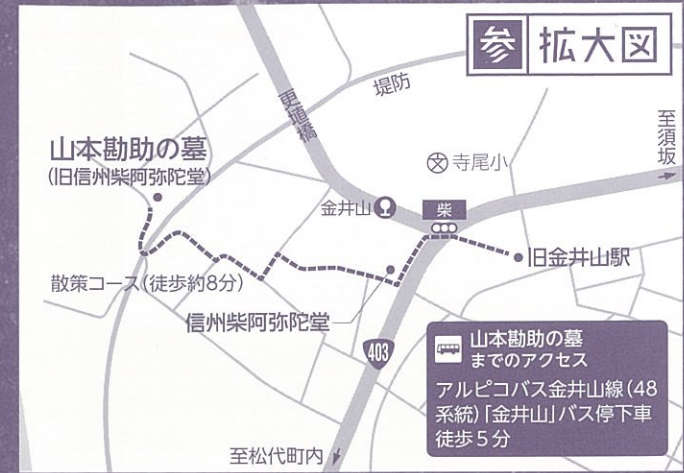 参 拡大図
堤防
更埴橋
至須坂
山本勘助の墓
(旧信州柴阿弥陀堂)
文 寺尾小
金井山
柴
旧金井山駅
散策コース(徒歩約8分)
信州柴阿弥陀堂
403
山本勘助の墓
までのアクセス
アルピコバス金井山線(48
系統)「金井山」バス停下車
徒歩5分
至松代町内